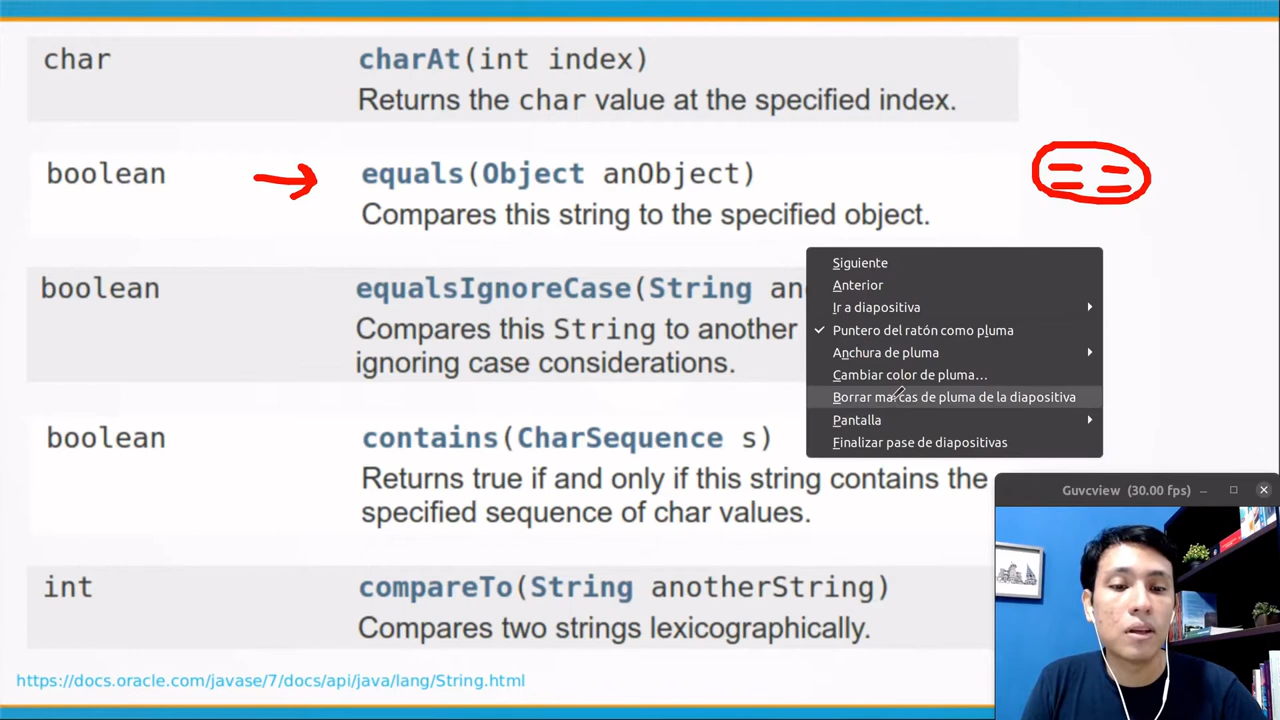 char charAt(int index)
Returns the char value at the specified index.
boolean equals(Object anObject)
==
Compares this string to the specified object.
boolean equalsIgnoreCase(String
Compares this String to another
ignoring case considerations.
boolean contains(CharSequence s)
Returns true if and only if this string contains the
specified sequence of char values.
int compareTo(String anotherString)
Compares two strings lexicographically.
https://docs.oracle.com/javase/7/docs/api/java/lang/String.html
Siguiente
Anterior
Ir a diapositiva
Puntero del ratón como pluma
Anchura de pluma
Cambiar color de pluma...
Borrar marcas de pluma de la diapositiva
Pantalla
Finalizar pase de diapositivas
Guvcview (30.00 fps)